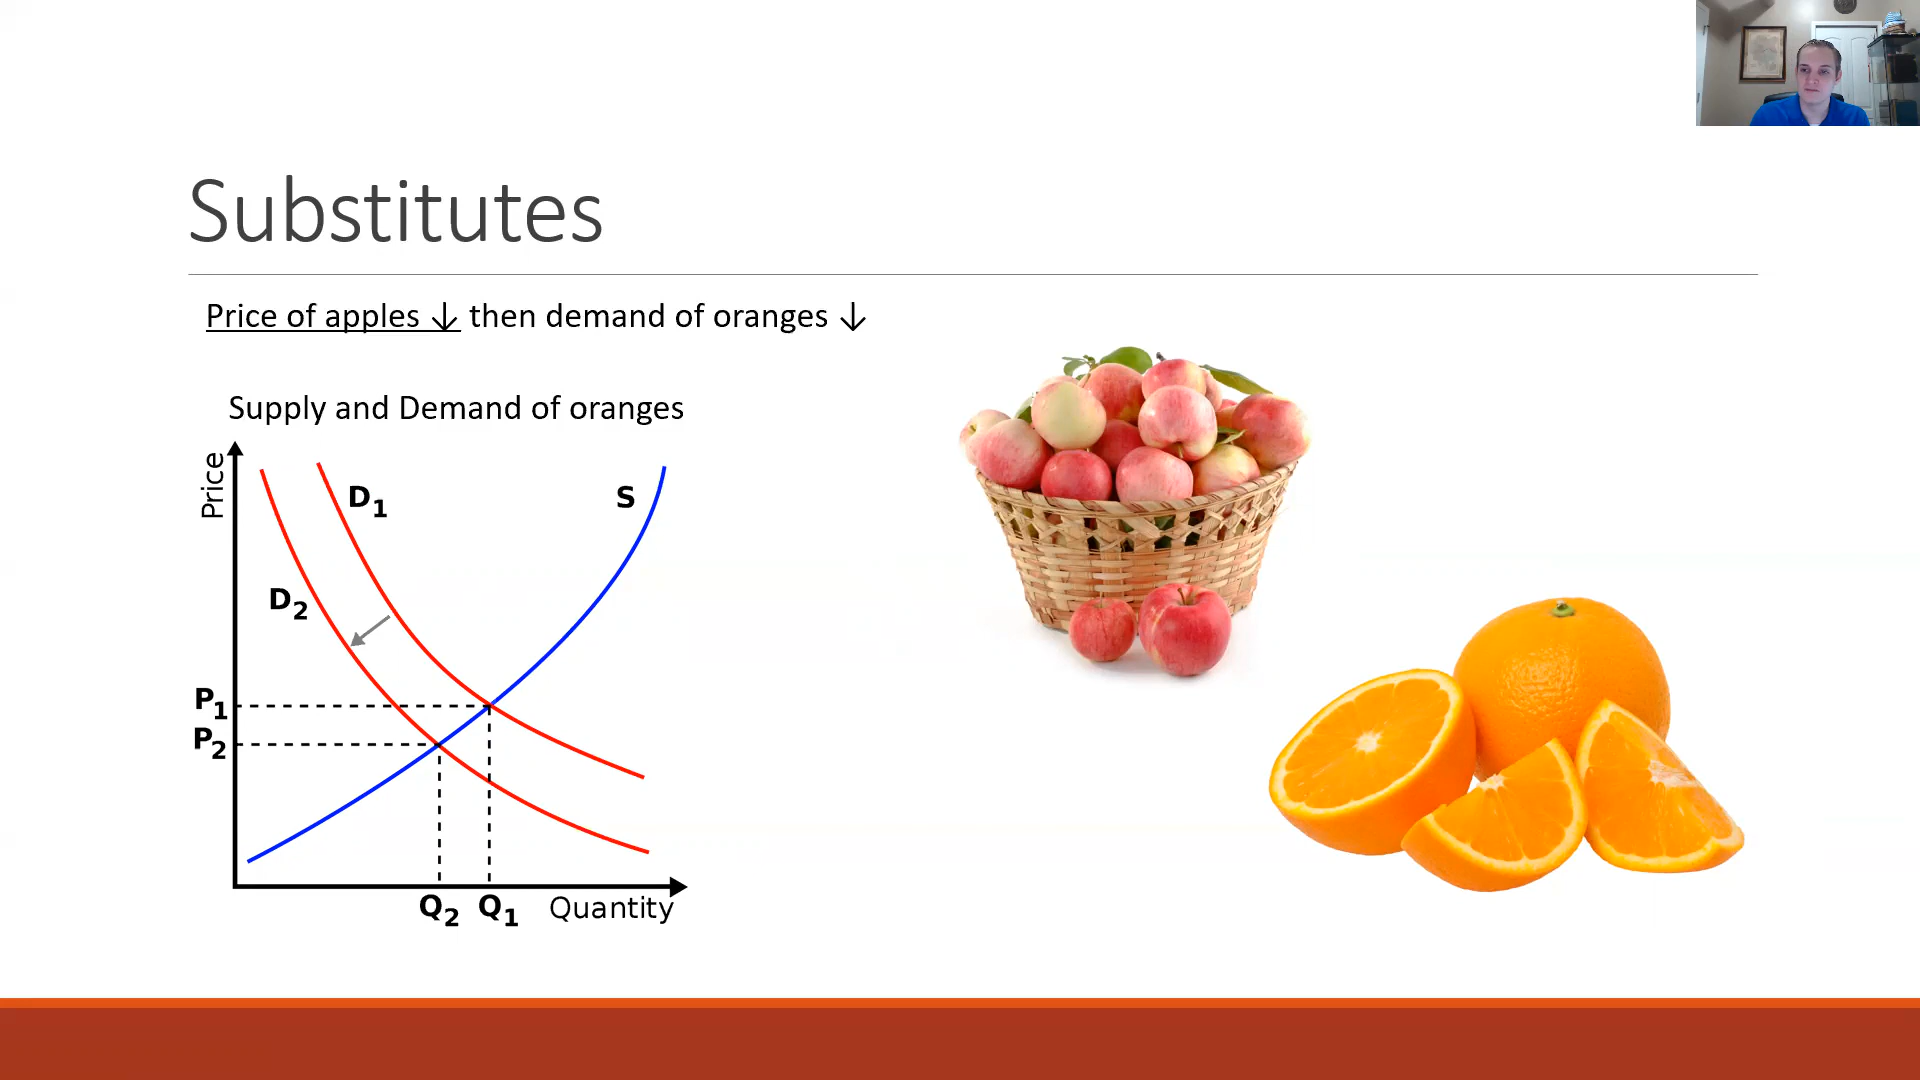 Substitutes
Price of apples ↓ then demand of oranges ↓
Supply and Demand of oranges
Price
D1
S
D2
P1
P2
Q2 Q1 Quantity